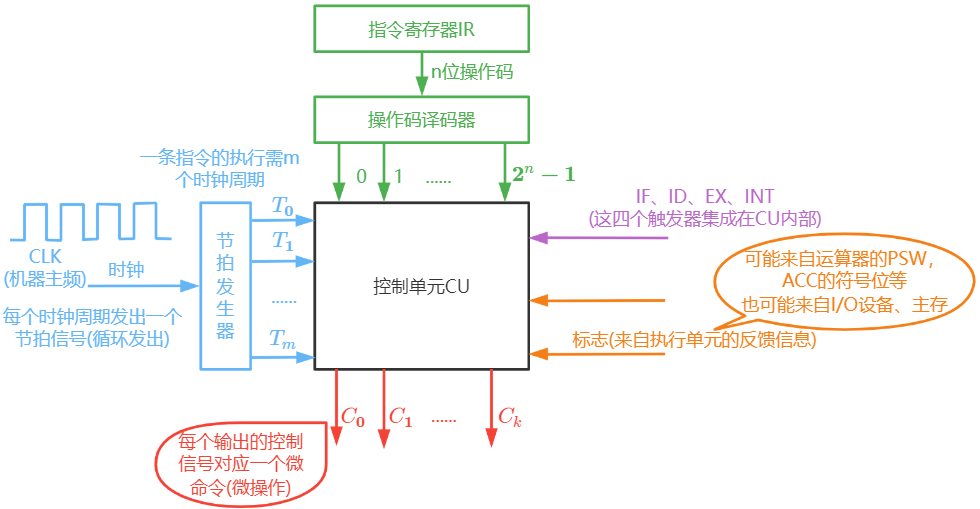 指令寄存器IR
n位操作码
操作码译码器
0 1 ...... 2ⁿ − 1
一条指令的执行需m
个时钟周期
CLK
(机器主频)
时钟
每个时钟周期发出一个
节拍信号(循环发出)
节拍发生器
T₀
T₁
......
Tₘ
控制单元CU
IF、ID、EX、INT
(这四个触发器集成在CU内部)
可能来自运算器的PSW,
ACC的符号位等
也可能来自I/O设备、主存
标志(来自执行单元的反馈信息)
C₀ C₁ ...... Cₖ
每个输出的控制
信号对应一个微
命令(微操作)